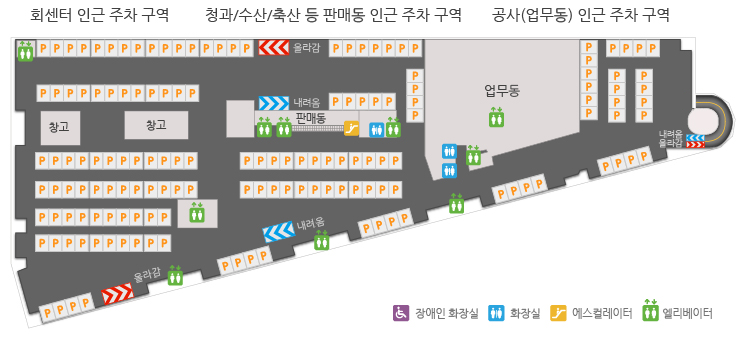 회센터 인근 주차 구역 청과/수산/축산 등 판매동 인근 주차 구역 공사(업무동) 인근 주차 구역
P P P P P P P P P P P P P P P P 올라감 P P P P P P P P P P P P
업무동
P P P P P P P P P P P P 내려옴 P P P P P
창고 창고 판매동
내려옴
올라감
P P P P P P P P P P P P P P P P P P P P P P P P
P P P P P P P P P P P P P P P P P P P P P P P P
P P P P P P P P P P
내려옴
P P P P P P P P P P
올라감
장애인 화장실 화장실 에스컬레이터 엘리베이터